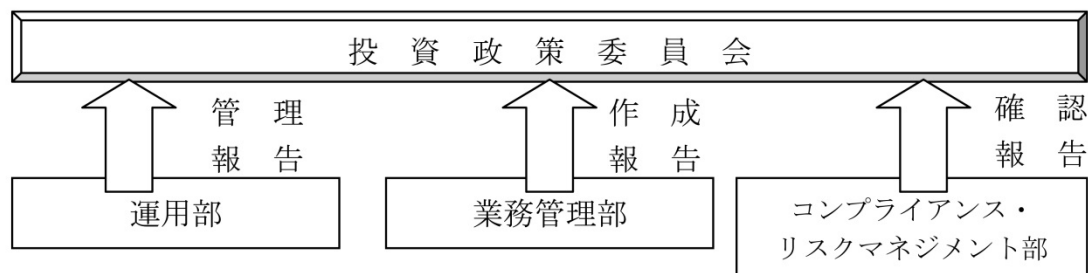 投資政策委員会
管理
報告
作成
報告
確認
報告
運用部
業務管理部
コンプライアンス・
リスクマネジメント部